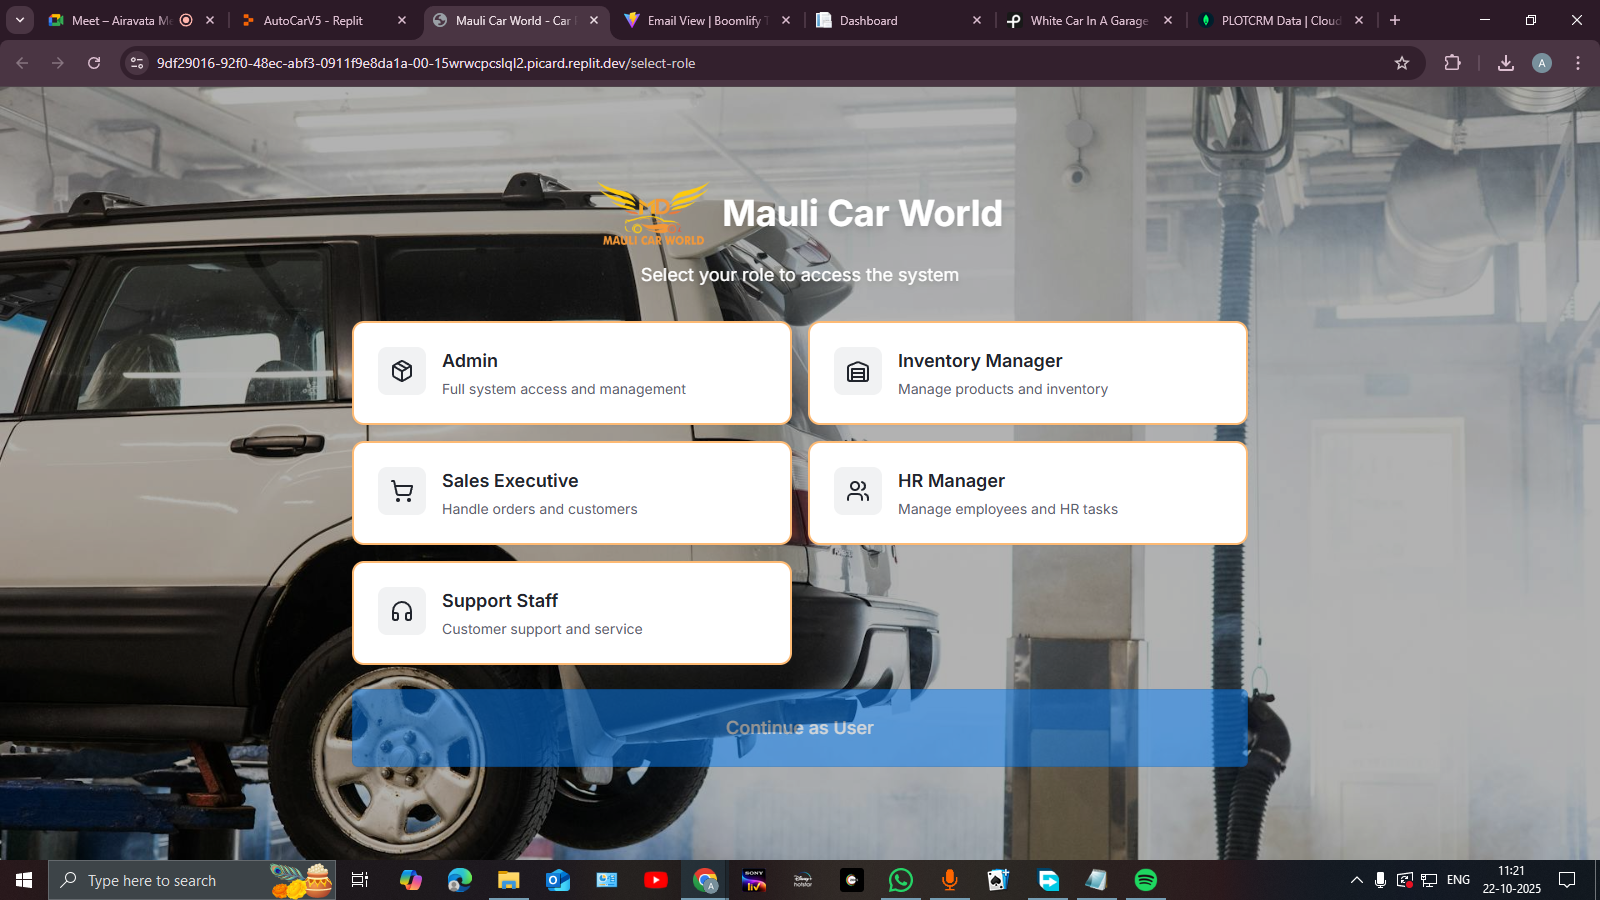 Meet – Airavata Me
AutoCarV5 - Replit
Mauli Car World - Car
Email View | Boomlify
Dashboard
White Car In A Garage
PLOTCRM Data | Cloud
9df29016-92f0-48ec-abf3-0911f9e8da1a-00-15wrwcpcslql2.picard.replit.dev/select-role
A
MAULI CAR WORLD
Mauli Car World
Select your role to access the system
Admin
Full system access and management
Inventory Manager
Manage products and inventory
Sales Executive
Handle orders and customers
HR Manager
Manage employees and HR tasks
Support Staff
Customer support and service
Continue as User
Type here to search
SONY
liv
hotstar
ENG
11:21
22-10-2025